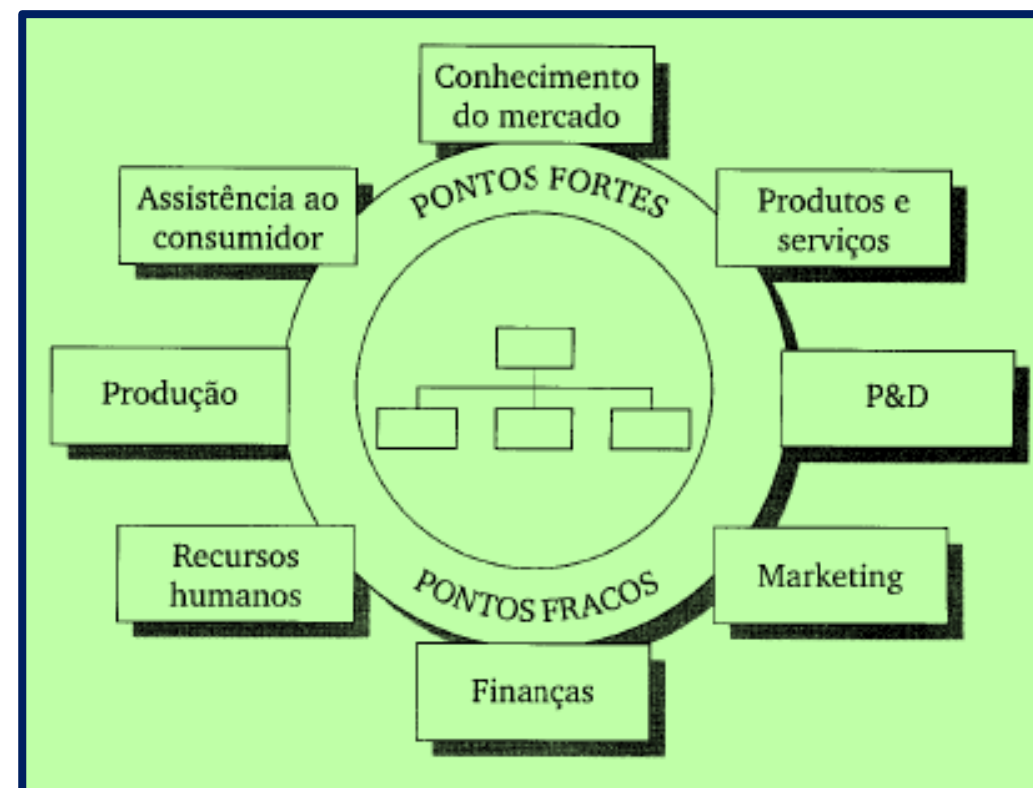 Conhecimento
do mercado
PONTOS FORTES
Assistência ao
consumidor
Produtos e
serviços
Produção
P&D
Recursos
humanos
PONTOS FRACOS
Marketing
Finanças